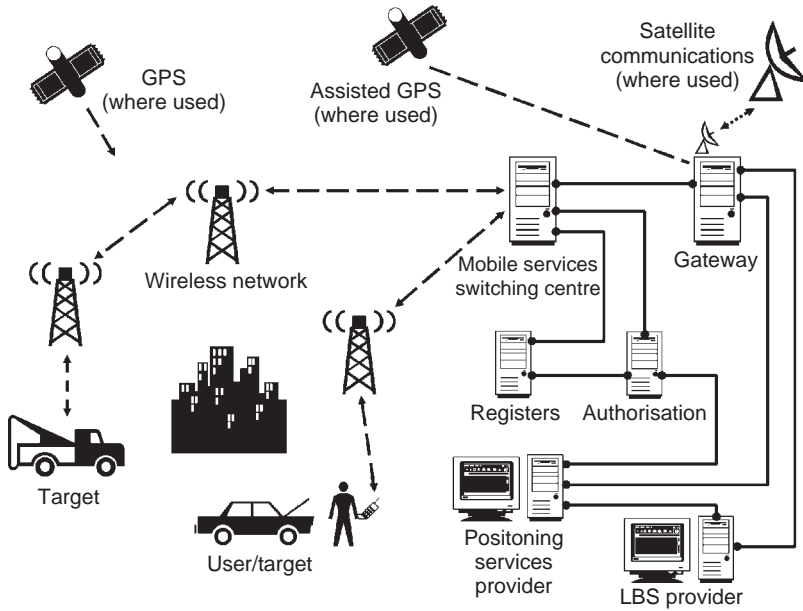 GPS
(where used)
Assisted GPS
(where used)
Satellite
communications
(where used)
Wireless network
Mobile services
switching centre
Gateway
Registers
Authorisation
Target
User/target
Positoning
services
provider
LBS provider